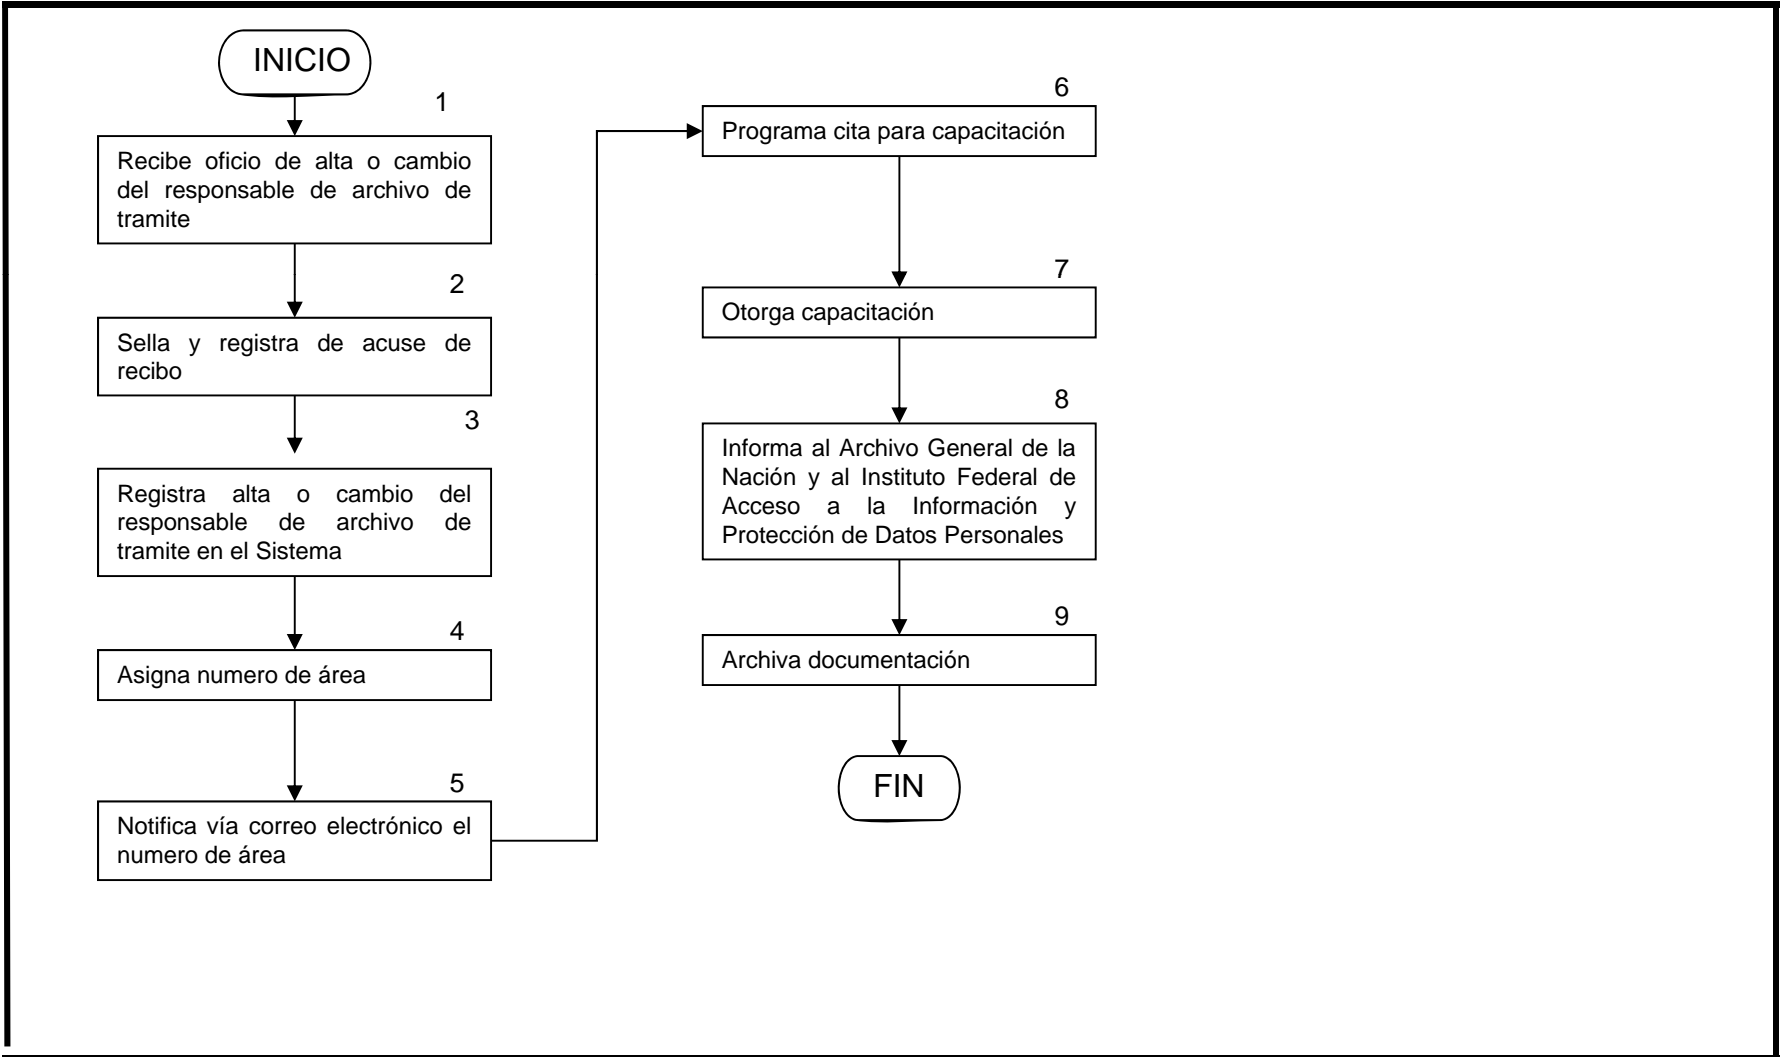 INICIO
1
Recibe oficio de alta o cambio
del responsable de archivo de
tramite
2
Sella y registra de acuse de
recibo
3
Registra alta o cambio del
responsable de archivo de
tramite en el Sistema
4
Asigna numero de área
5
Notifica vía correo electrónico el
numero de área
6
Programa cita para capacitación
7
Otorga capacitación
8
Informa al Archivo General de la
Nación y al Instituto Federal de
Acceso a la Información y
Protección de Datos Personales
9
Archiva documentación
FIN